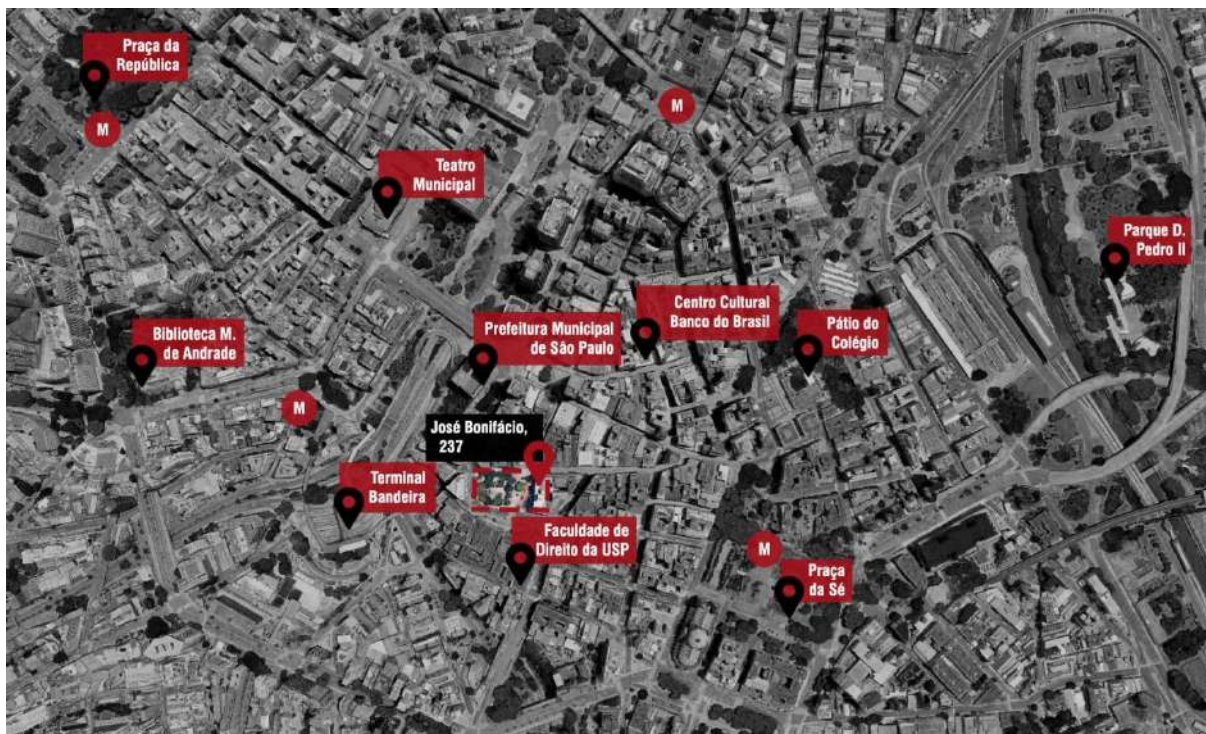 Praça da
República
M
M
Teatro
Municipal
Parque D.
Pedro II
Centro Cultural
Banco do Brasil
Prefeitura Municipal
de São Paulo
Pátio do
Colégio
Biblioteca M.
de Andrade
M
José Bonifácio,
237
Terminal
Bandeira
Faculdade de
Direito da USP
M
Praça
da Sé